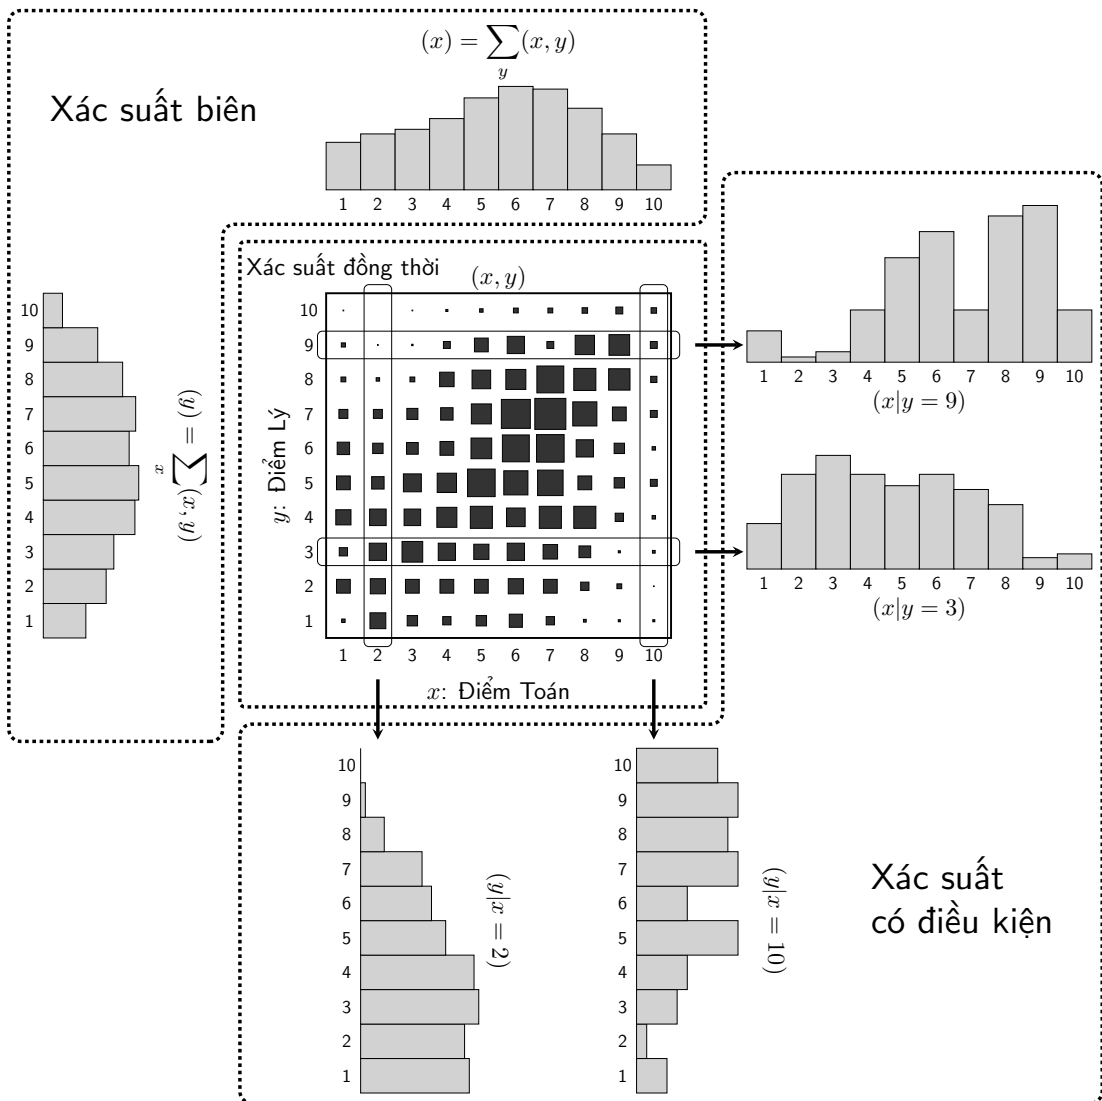 (x) = ∑_y (x, y)
Xác suất biên
1 2 3 4 5 6 7 8 9 10
10
9
8
7
6
5
4
3
2
1
(y) = ∑_x (x, y)
Xác suất đồng thời
(x, y)
10
9
8
7
6
5
4
3
2
1
y: Điểm Lý
1 2 3 4 5 6 7 8 9 10
x: Điểm Toán
1 2 3 4 5 6 7 8 9 10
(x|y = 9)
1 2 3 4 5 6 7 8 9 10
(x|y = 3)
10
9
8
7
6
5
4
3
2
1
(y|x = 2)
10
9
8
7
6
5
4
3
2
1
(y|x = 10)
Xác suất
có điều kiện